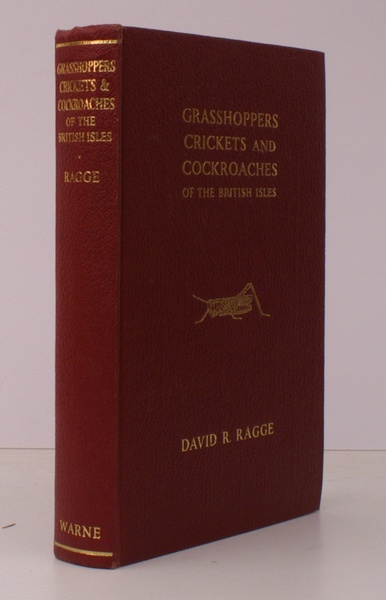 GRASSHOPPERS
CRICKETS &
COCKROACHES
OF THE
BRITISH ISLES
RAGGE
WARNE
GRASSHOPPERS
CRICKETS AND
COCKROACHES
OF THE BRITISH ISLES
DAVID R. RAGGE